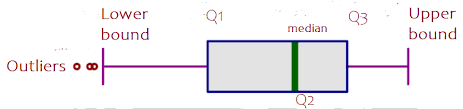 Lower
bound
Q1
median
Q3
Upper
bound
Outliers
Q2